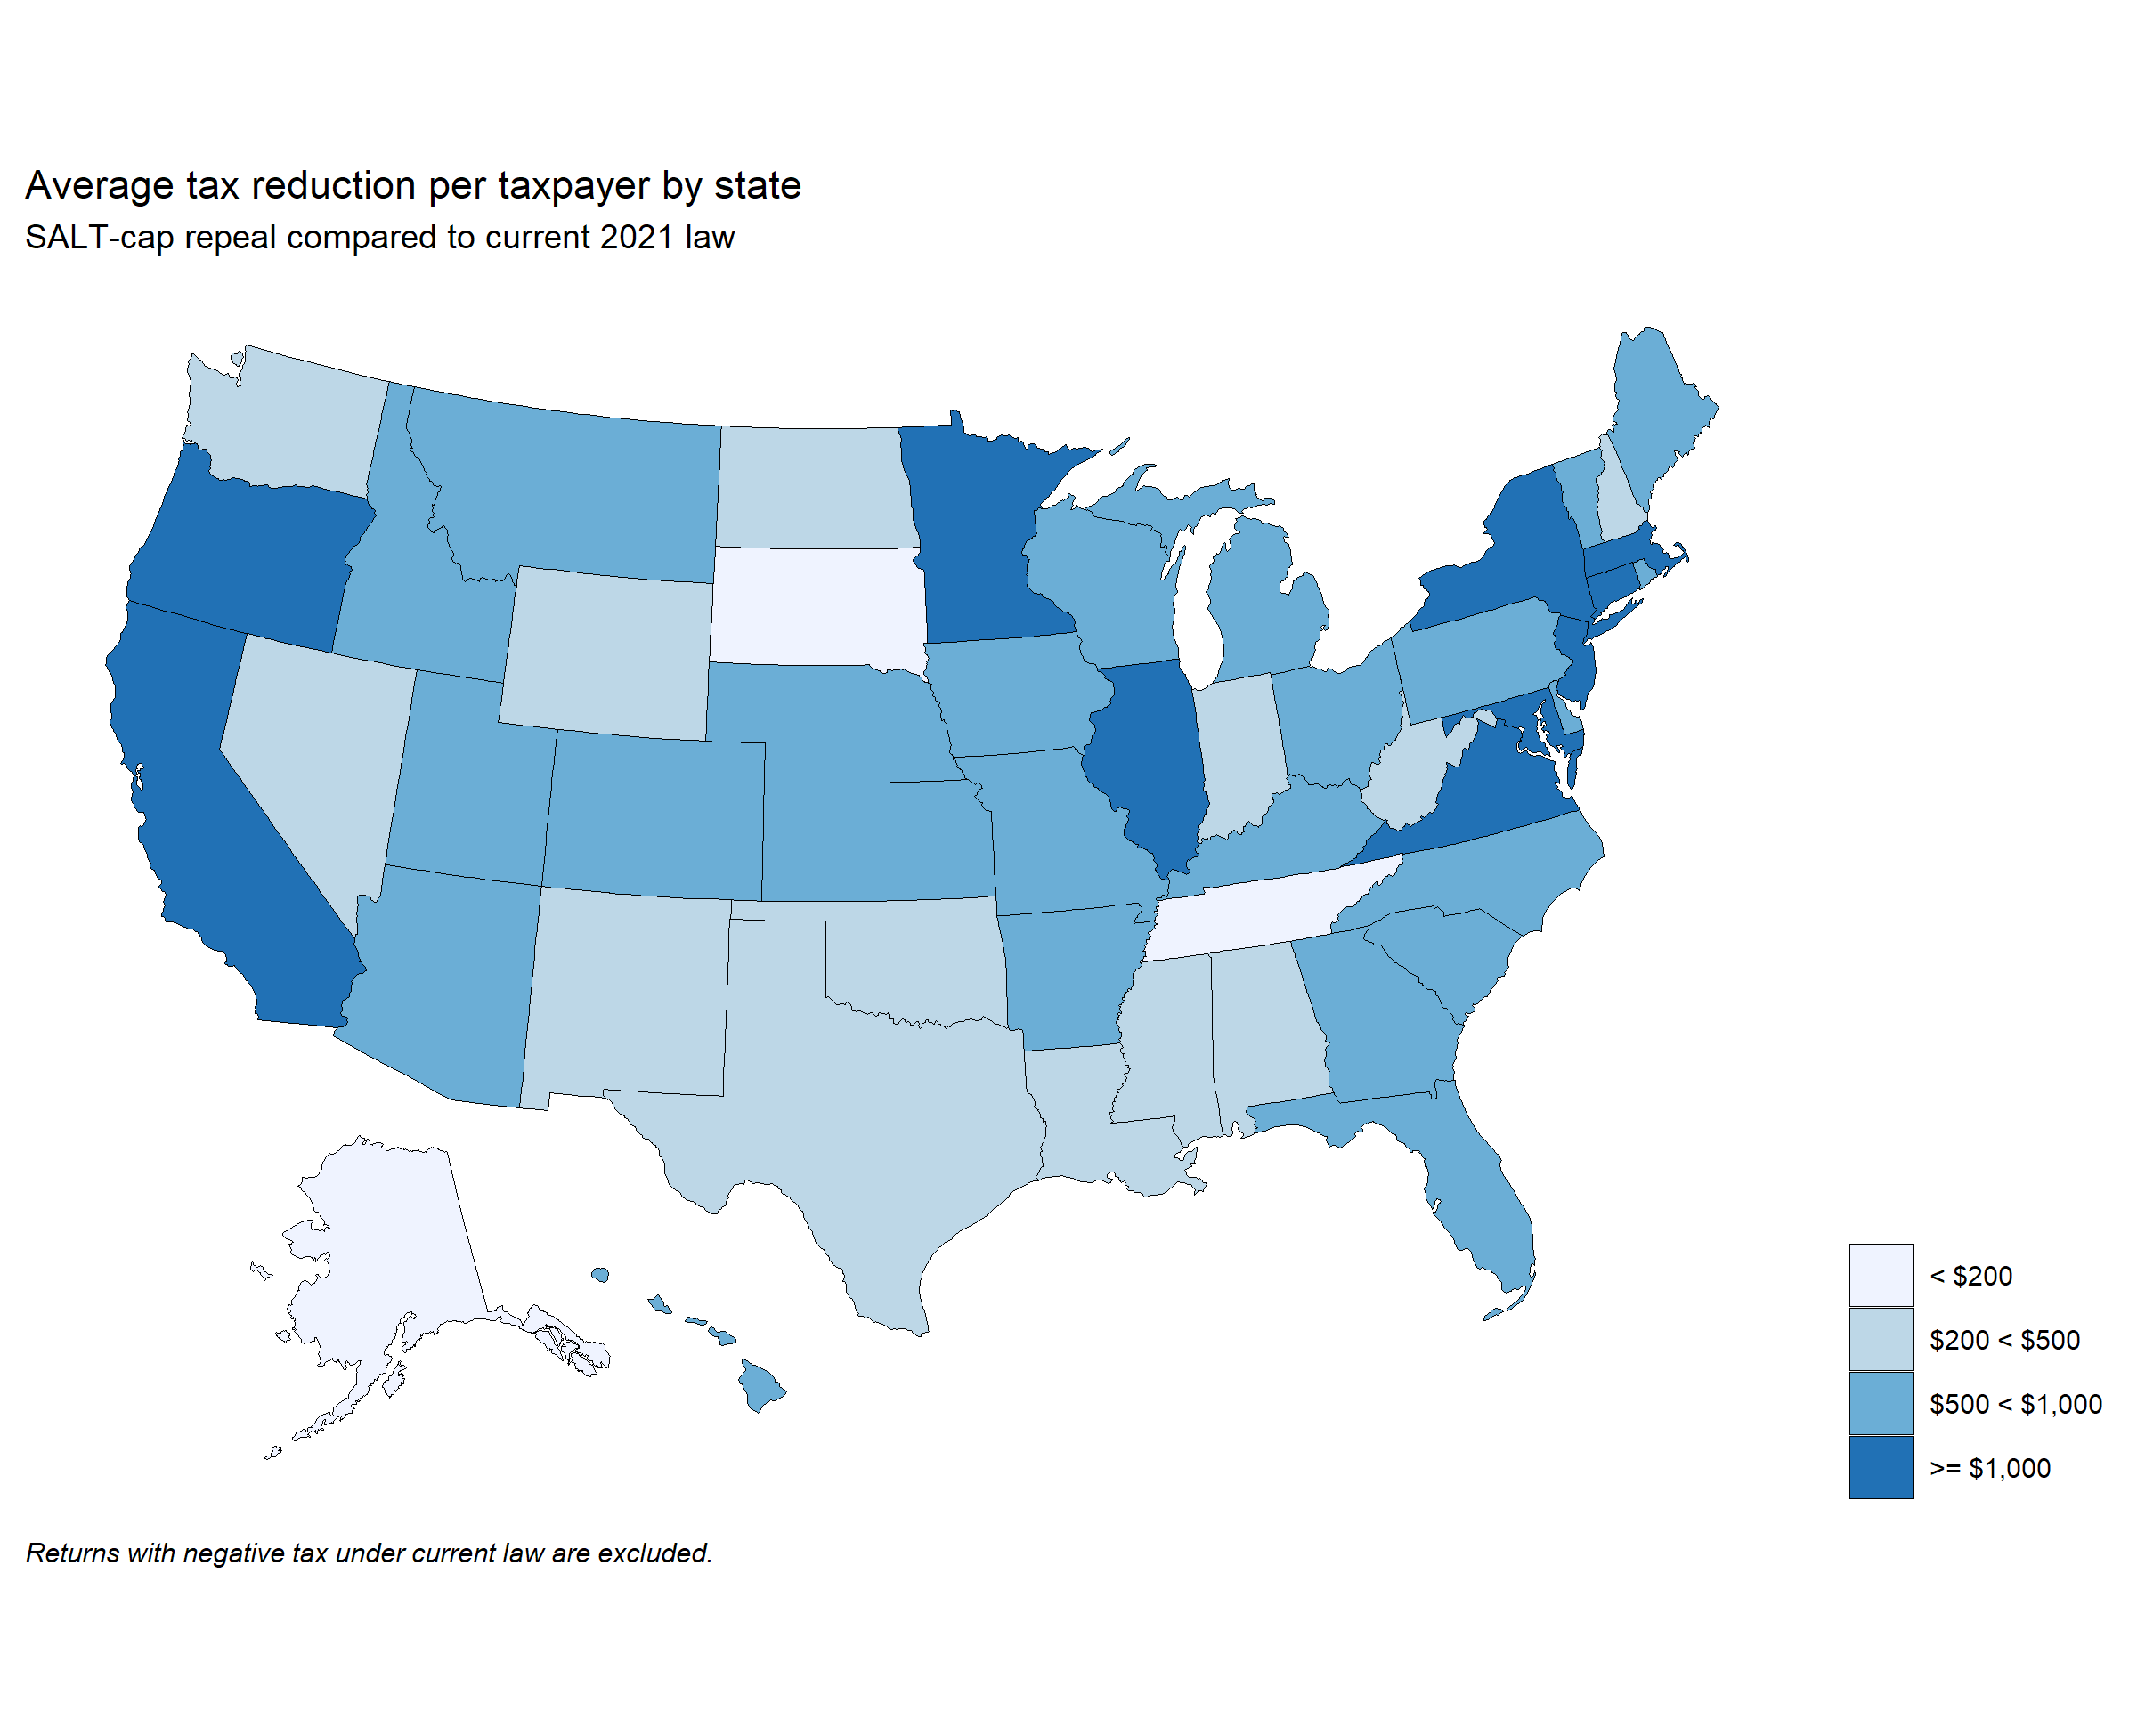 Average tax reduction per taxpayer by state
SALT-cap repeal compared to current 2021 law
< $200
$200 < $500
$500 < $1,000
>= $1,000
Returns with negative tax under current law are excluded.